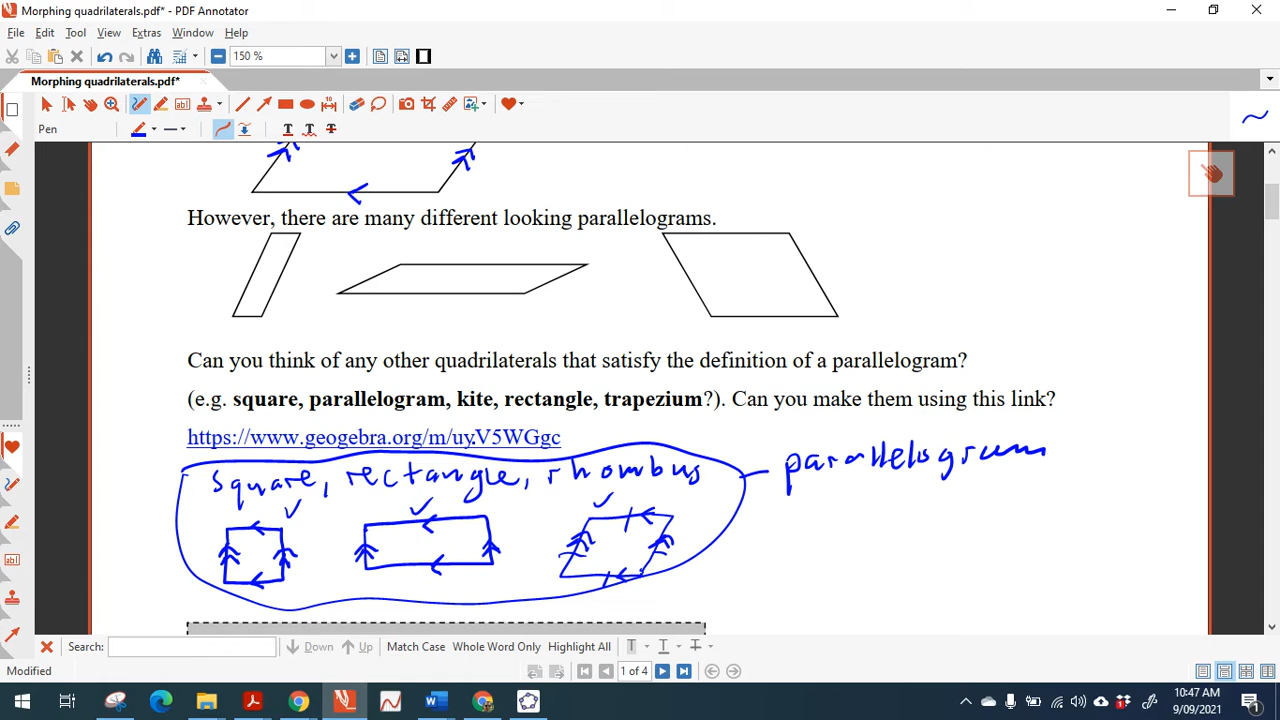 Morphing quadrilaterals.pdf* - PDF Annotator
File Edit Tool View Extras Window Help
150 %
Morphing quadrilaterals.pdf*
Pen
However, there are many different looking parallelograms.
Can you think of any other quadrilaterals that satisfy the definition of a parallelogram?
(e.g. square, parallelogram, kite, rectangle, trapezium?). Can you make them using this link?
https://www.geogebra.org/m/uy.V5WGgc
square, rectangle, rhombus
parallelogram
Search: Down Up Match Case Whole Word Only Highlight All T T T
Modified 1 of 4
10:47 AM
9/09/2021